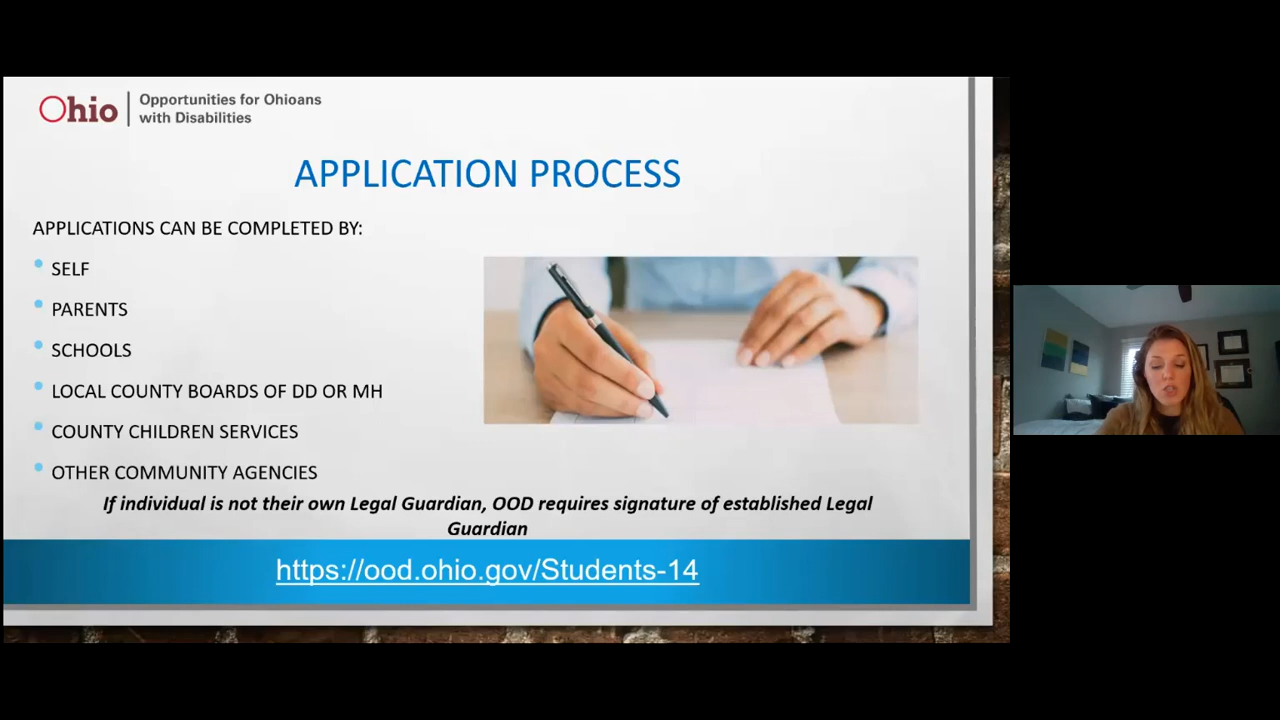 Ohio
Opportunities for Ohioans
with Disabilities
APPLICATION PROCESS
APPLICATIONS CAN BE COMPLETED BY:
• SELF
• PARENTS
• SCHOOLS
• LOCAL COUNTY BOARDS OF DD OR MH
• COUNTY CHILDREN SERVICES
• OTHER COMMUNITY AGENCIES
If individual is not their own Legal Guardian, OOD requires signature of established Legal
Guardian
https://ood.ohio.gov/Students-14